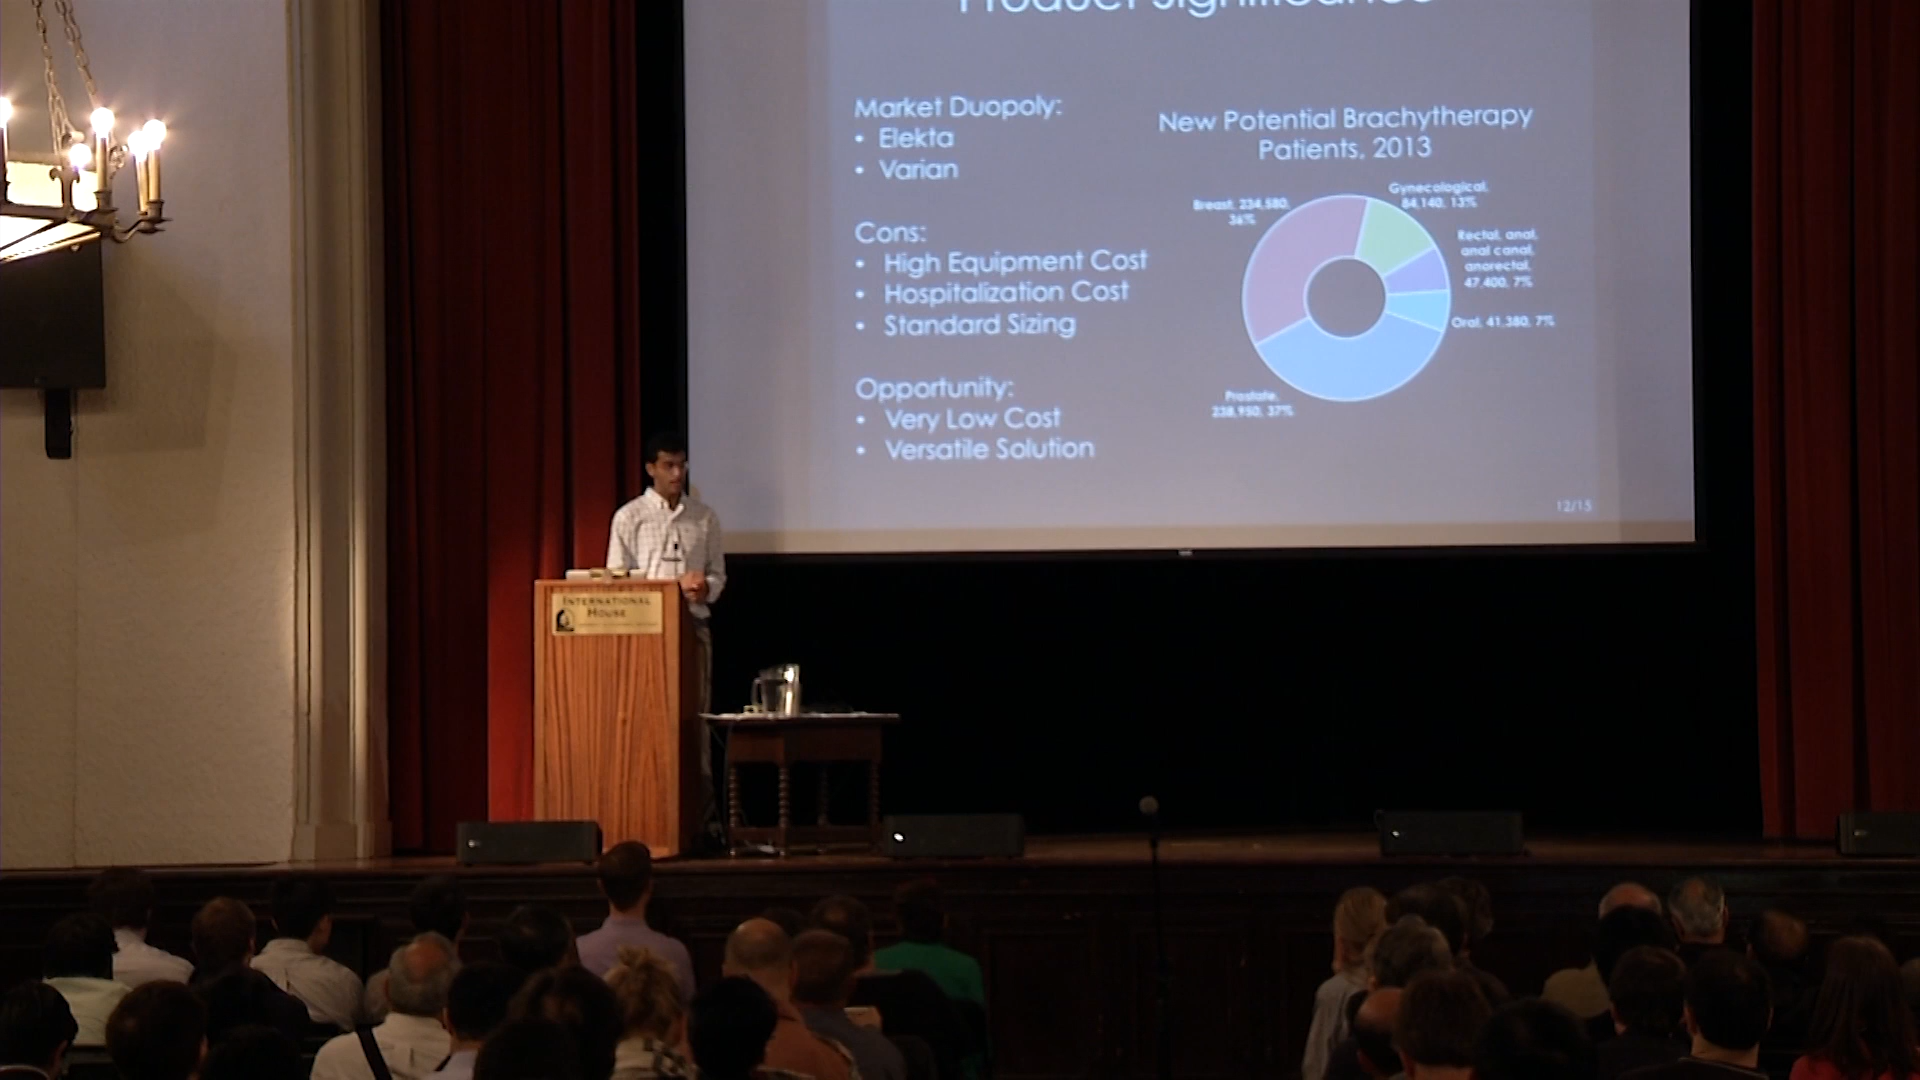 Product Significance
Market Duopoly:
• Elekta
• Varian
Cons:
• High Equipment Cost
• Hospitalization Cost
• Standard Sizing
Opportunity:
• Very Low Cost
• Versatile Solution
New Potential Brachytherapy
Patients, 2013
Breast, 234,580,
36%
Gynecological,
84,140, 13%
Rectal, anal,
anal canal,
anorectal,
47,400, 7%
Oral, 41,380, 7%
Prostate,
238,950, 37%
12/15
INTERNATIONAL
HOUSE